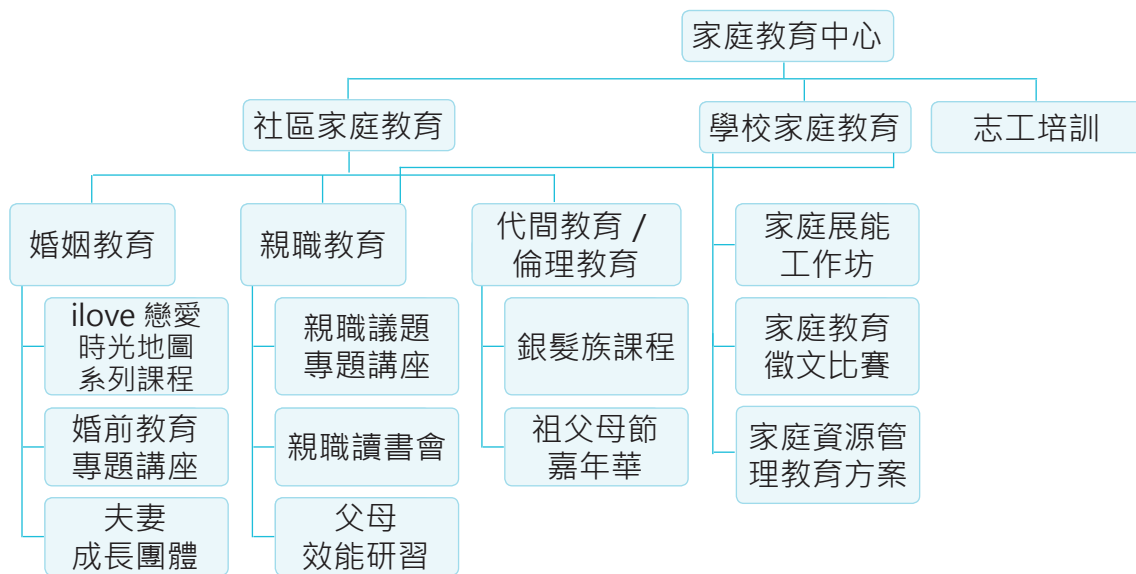 家庭教育中心
社區家庭教育
學校家庭教育
志工培訓
婚姻教育
親職教育
代間教育 /
倫理教育
家庭展能
工作坊
ilove 戀愛
時光地圖
系列課程
親職議題
專題講座
銀髮族課程
家庭教育
徵文比賽
婚前教育
專題講座
親職讀書會
祖父母節
嘉年華
家庭資源管
理教育方案
夫妻
成長團體
父母
效能研習